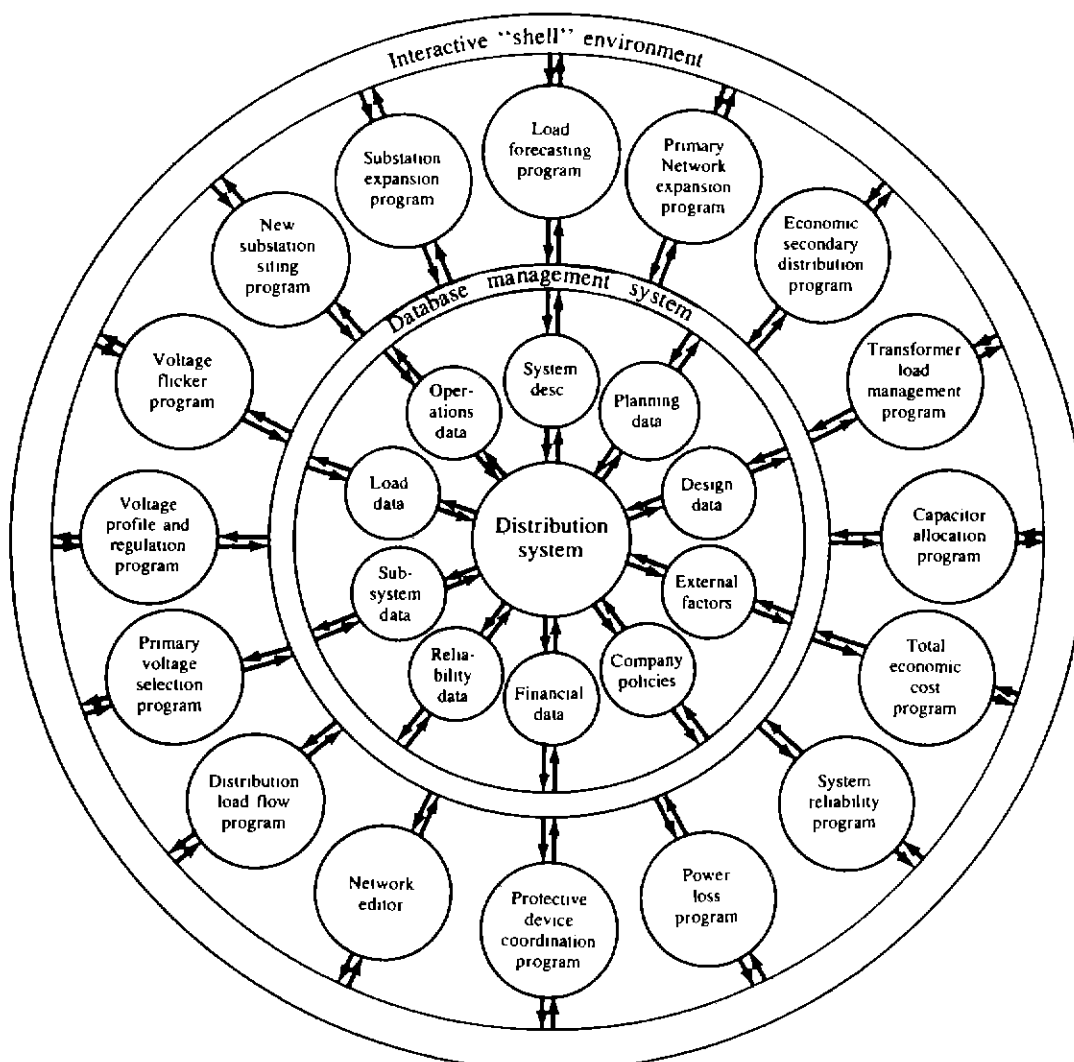 Interactive “shell” environment
Load
forecasting
program
Primary
Network
expansion
program
Economic
secondary
distribution
program
Transformer
load
management
program
Capacitor
allocation
program
Total
economic
cost
program
System
reliability
program
Power
loss
program
Protective
device
coordination
program
Network
editor
Distribution
load flow
program
Primary
voltage
selection
program
Voltage
profile and
regulation
program
Voltage
flicker
program
New
substation
siting
program
Substation
expansion
program
Database management system
System
desc
Planning
data
Design
data
External
factors
Company
policies
Financial
data
Relia-
bility
data
Sub-
system
data
Load
data
Oper-
ations
data
Distribution
system